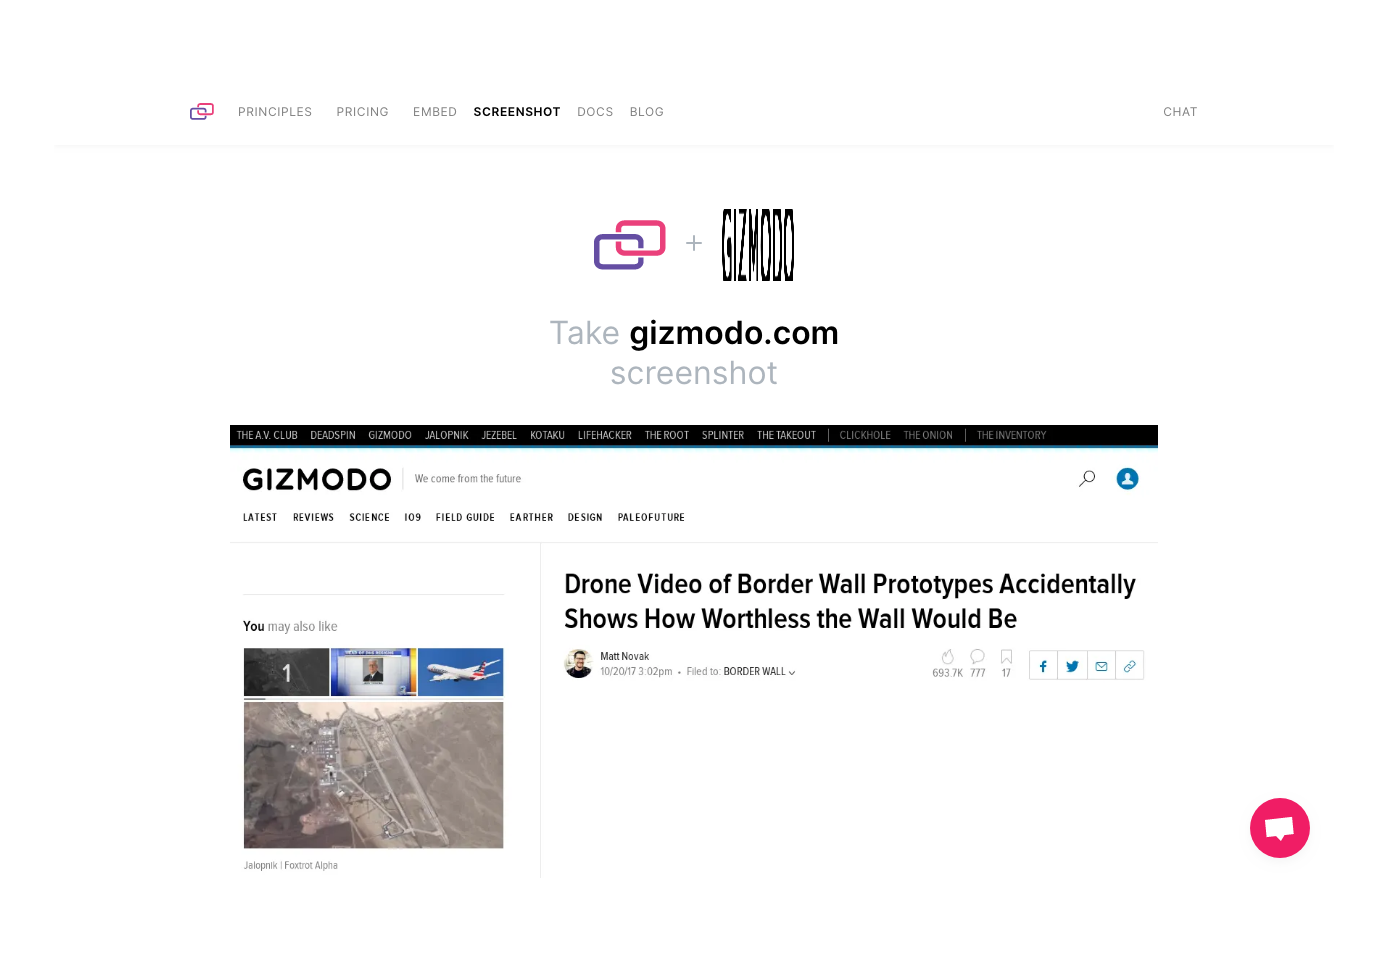 PRINCIPLES PRICING EMBED SCREENSHOT DOCS BLOG CHAT
+ GIZMODO
Take gizmodo.com
screenshot
THE A.V. CLUB DEADSPIN GIZMODO JALOPNIK JEZEBEL KOTAKU LIFEHACKER THE ROOT SPLINTER THE TAKEOUT | CLICKHOLE THE ONION | THE INVENTORY
GIZMODO We come from the future
LATEST REVIEWS SCIENCE IO9 FIELD GUIDE EARTHER DESIGN PALEOFUTURE
Drone Video of Border Wall Prototypes Accidentally
Shows How Worthless the Wall Would Be
Matt Novak
10/20/17 3:02pm • Filed to: BORDER WALL
693.7K 777 17
You may also like
1
Jalopnik | Foxtrot Alpha